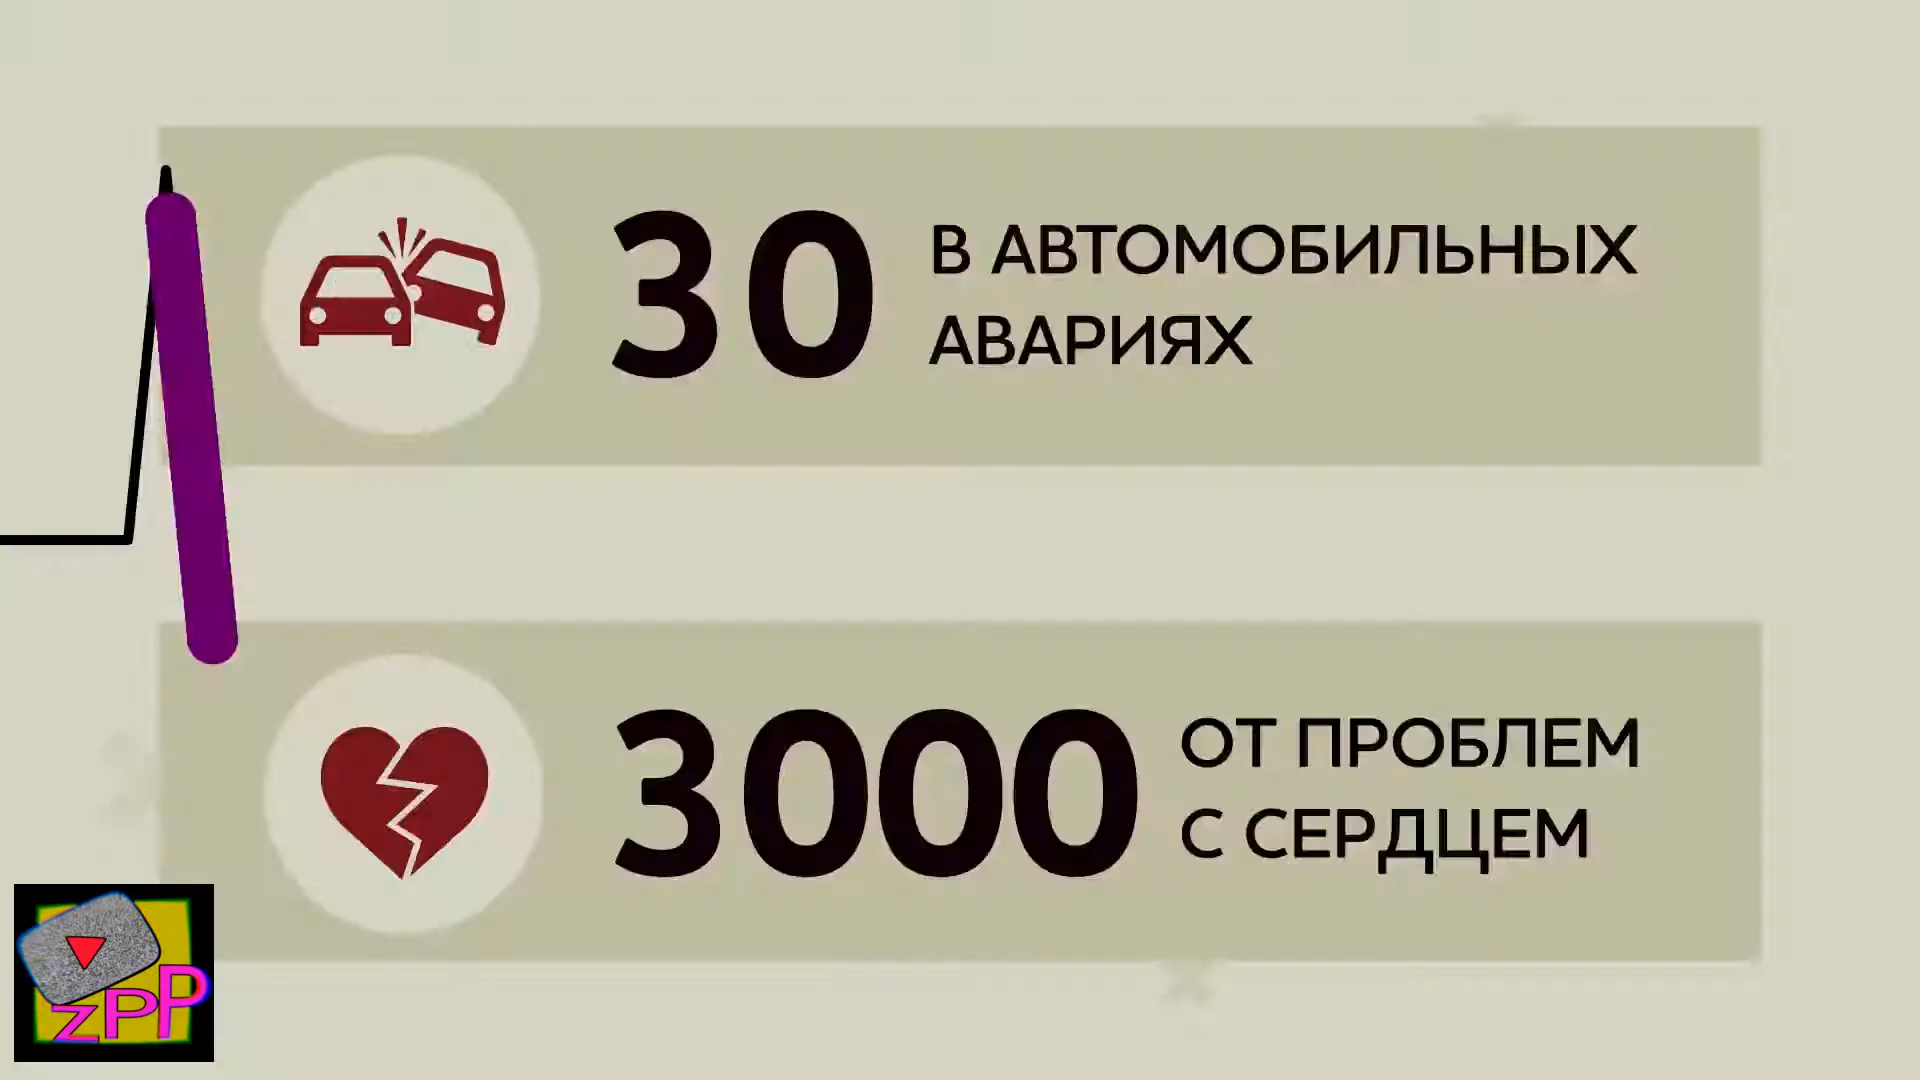 30 В АВТОМОБИЛЬНЫХ
АВАРИЯХ
3000 ОТ ПРОБЛЕМ
С СЕРДЦЕМ
ZPP